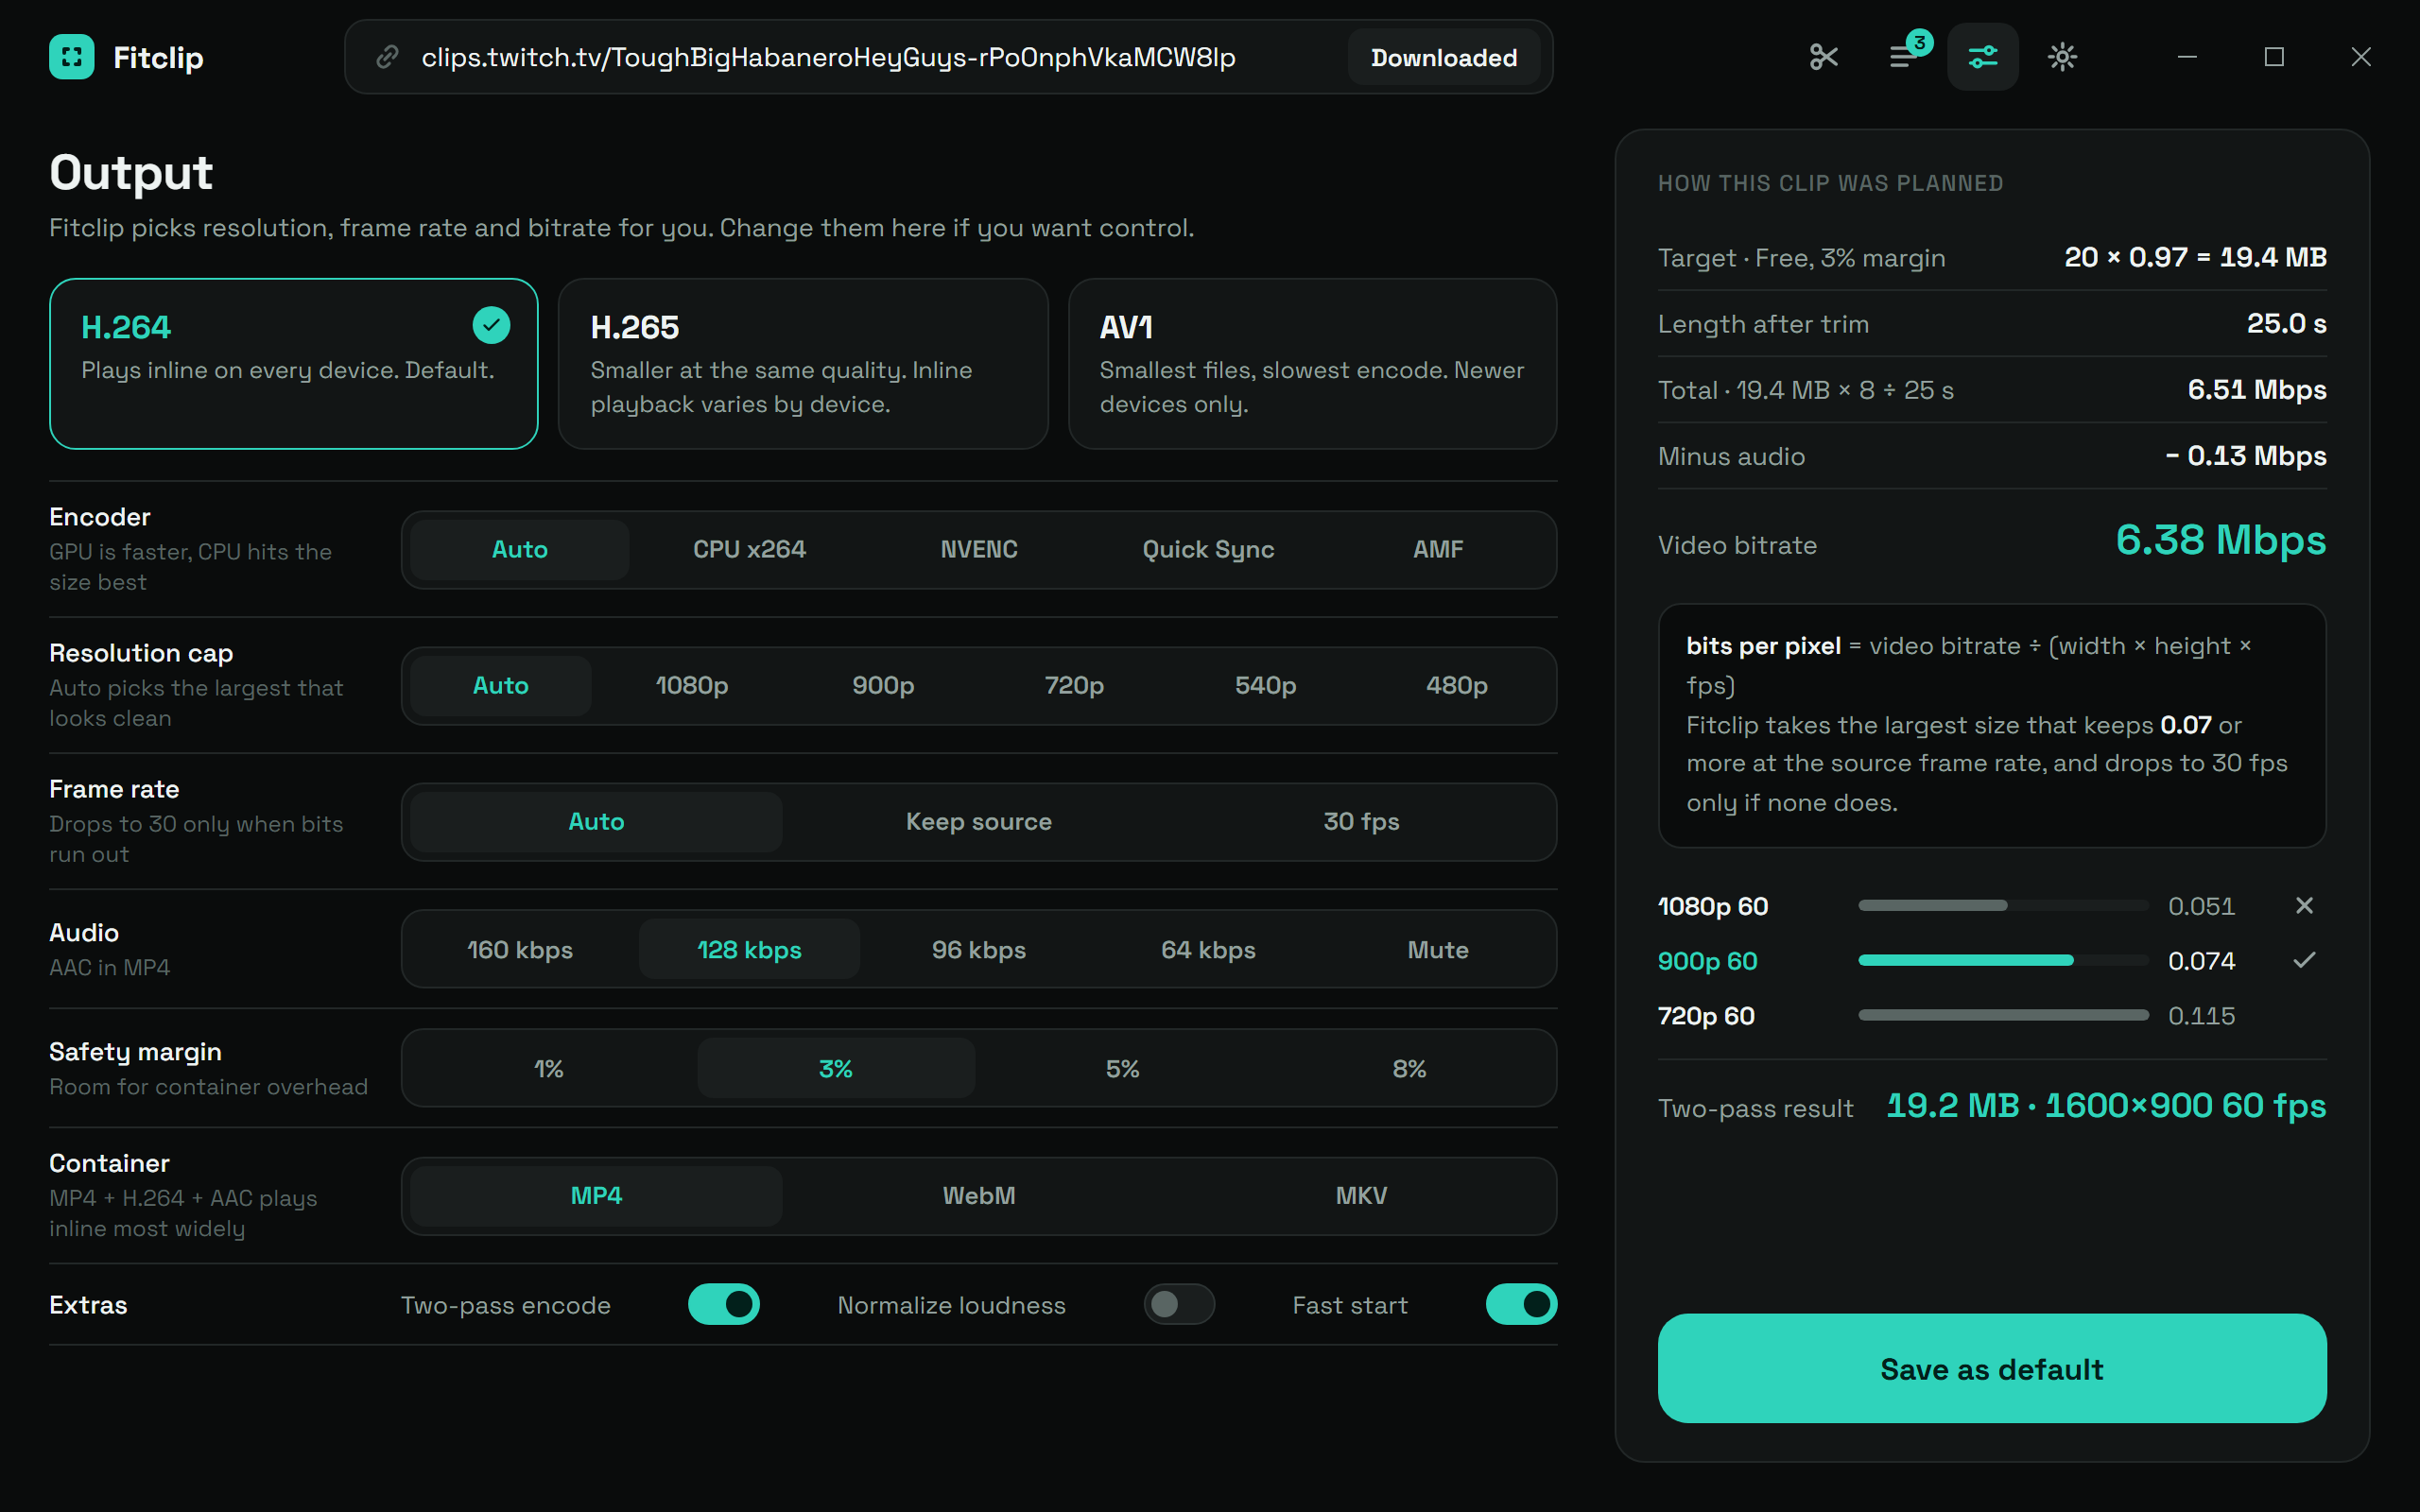 Fitclip
clips.twitch.tv/ToughBigHabaneroHeyGuys-rPoOnphVkaMCW8lp
Downloaded
3
Output
Fitclip picks resolution, frame rate and bitrate for you. Change them here if you want control.
H.264
Plays inline on every device. Default.
H.265
Smaller at the same quality. Inline
playback varies by device.
AV1
Smallest files, slowest encode. Newer
devices only.
Encoder
GPU is faster, CPU hits the
size best
Auto
CPU x264
NVENC
Quick Sync
AMF
Resolution cap
Auto picks the largest that
looks clean
Auto
1080p
900p
720p
540p
480p
Frame rate
Drops to 30 only when bits
run out
Auto
Keep source
30 fps
Audio
AAC in MP4
160 kbps
128 kbps
96 kbps
64 kbps
Mute
Safety margin
Room for container overhead
1%
3%
5%
8%
Container
MP4 + H.264 + AAC plays
inline most widely
MP4
WebM
MKV
Extras
Two-pass encode
Normalize loudness
Fast start
HOW THIS CLIP WAS PLANNED
Target · Free, 3% margin
20 × 0.97 = 19.4 MB
Length after trim
25.0 s
Total · 19.4 MB × 8 ÷ 25 s
6.51 Mbps
Minus audio
− 0.13 Mbps
Video bitrate
6.38 Mbps
bits per pixel = video bitrate ÷ (width × height ×
fps)
Fitclip takes the largest size that keeps 0.07 or
more at the source frame rate, and drops to 30 fps
only if none does.
1080p 60
0.051
900p 60
0.074
720p 60
0.115
Two-pass result
19.2 MB · 1600×900 60 fps
Save as default